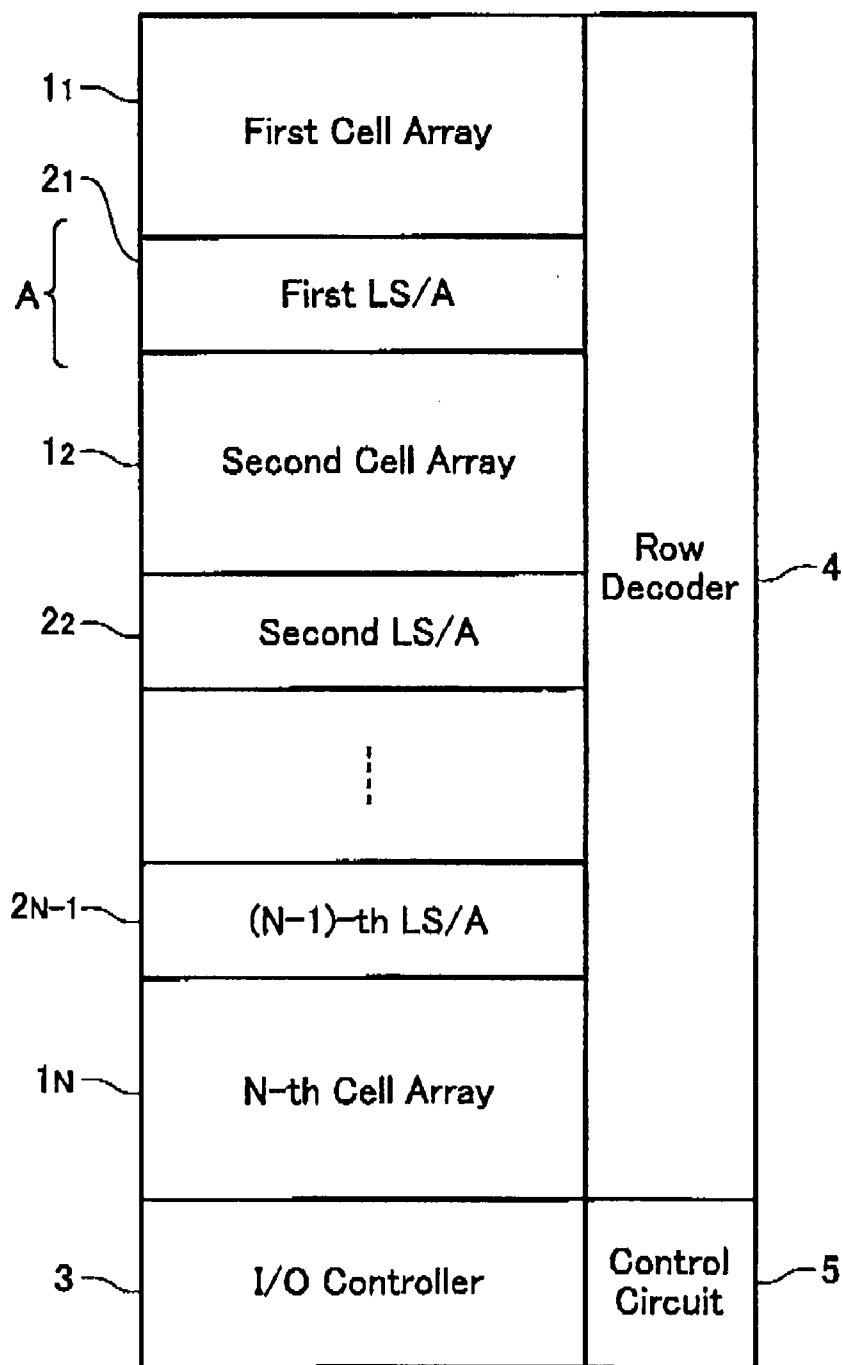 11
First Cell Array
21
A
First LS/A
12
Second Cell Array
Row
Decoder
4
22
Second LS/A
2N-1
(N-1)-th LS/A
1N
N-th Cell Array
3
I/O Controller
Control
Circuit
5